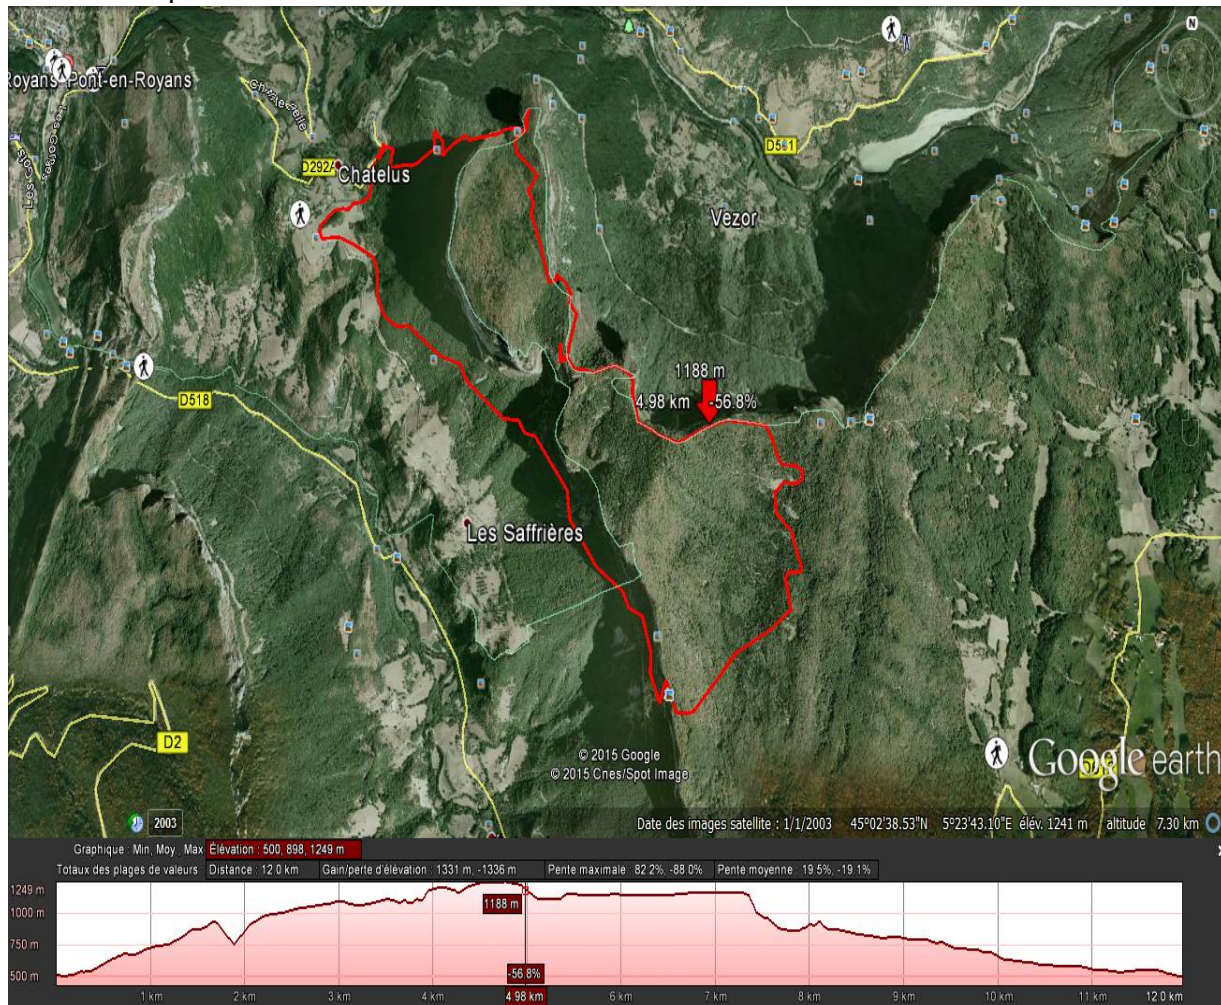 Royans Pont-en-Royans
D531
D292A
Chatelus
Vezor
1188 m
4.98 km -56.8%
D518
Les Saffrières
D2
© 2015 Google
© 2015 Cnes/Spot Image
Google earth
2003
Date des images satellite : 1/1/2003 45°02'38.53"N 5°23'43.10"E élév. 1241 m altitude 7.30 km
Graphique : Min, Moy, Max Élévation : 500, 898, 1249 m
Totaux des plages de valeurs Distance : 12.0 km Gain/perte d'élévation : 1331 m, -1336 m Pente maximale : 82.2%, -88.0% Pente moyenne : 19.5%, -19.1%
1249 m
1000 m
750 m
500 m
1188 m
-56.8%
1 km 2 km 3 km 4 km 4.98 km 6 km 7 km 8 km 9 km 10 km 11 km 12.0 km